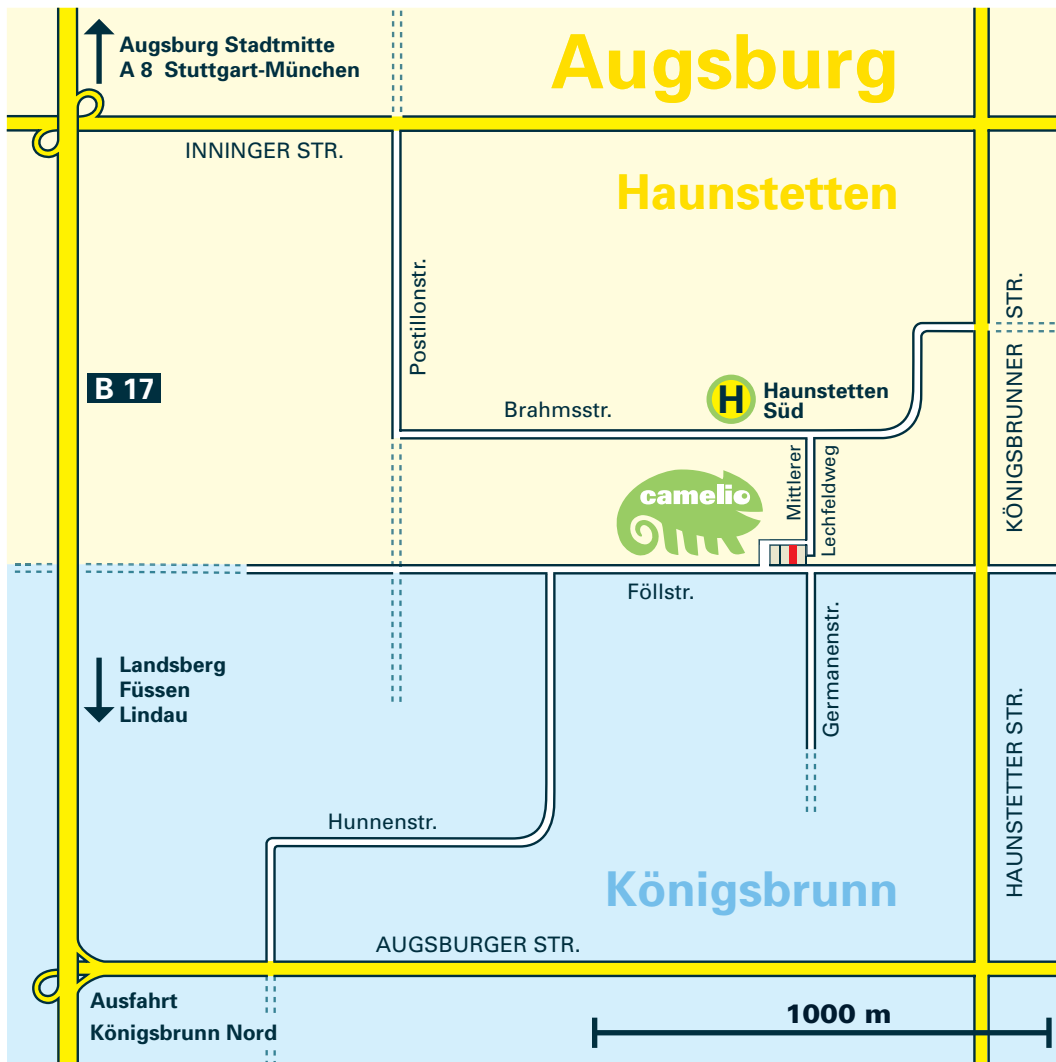 Augsburg Stadtmitte
A 8 Stuttgart-München
Augsburg
INNINGER STR.
Haunstetten
Postillonstr.
KÖNIGSBRUNNER STR.
B 17
Brahmsstr.
H
Haunstetten
Süd
Mittlerer
Lechfeldweg
camelio
Föllstr.
Germanenstr.
Landsberg
Füssen
Lindau
HAUNSTETTER STR.
Hunnenstr.
Königsbrunn
AUGSBURGER STR.
Ausfahrt
Königsbrunn Nord
1000 m